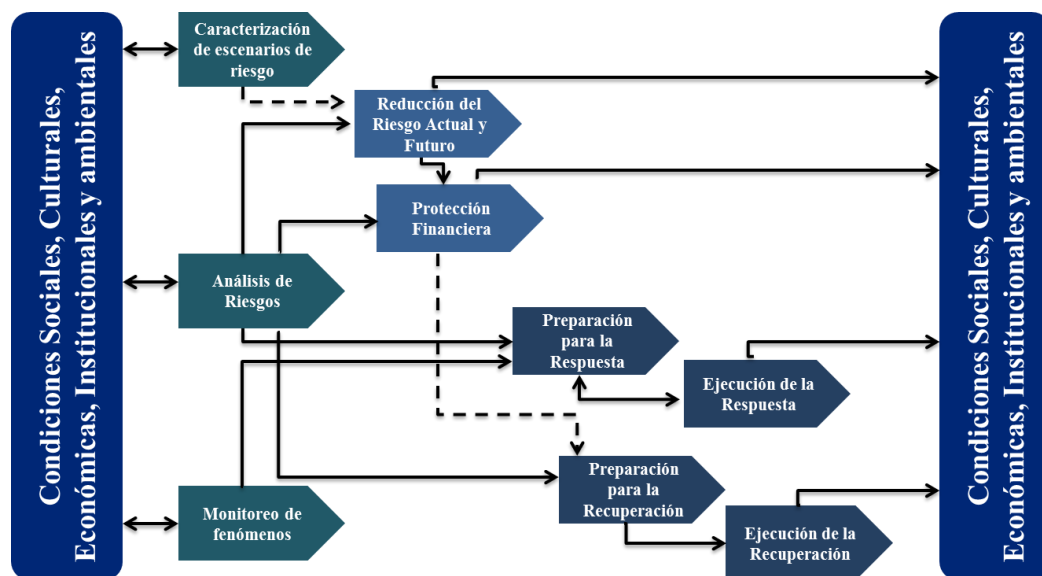 Condiciones Sociales, Culturales,
Económicas, Institucionales y ambientales
Caracterización
de escenarios de
riesgo
Reducción del
Riesgo Actual y
Futuro
Protección
Financiera
Análisis de
Riesgos
Preparación
para la
Respuesta
Ejecución de la
Respuesta
Preparación
para la
Recuperación
Monitoreo de
fenómenos
Ejecución de la
Recuperación
Condiciones Sociales, Culturales,
Económicas, Institucionales y ambientales